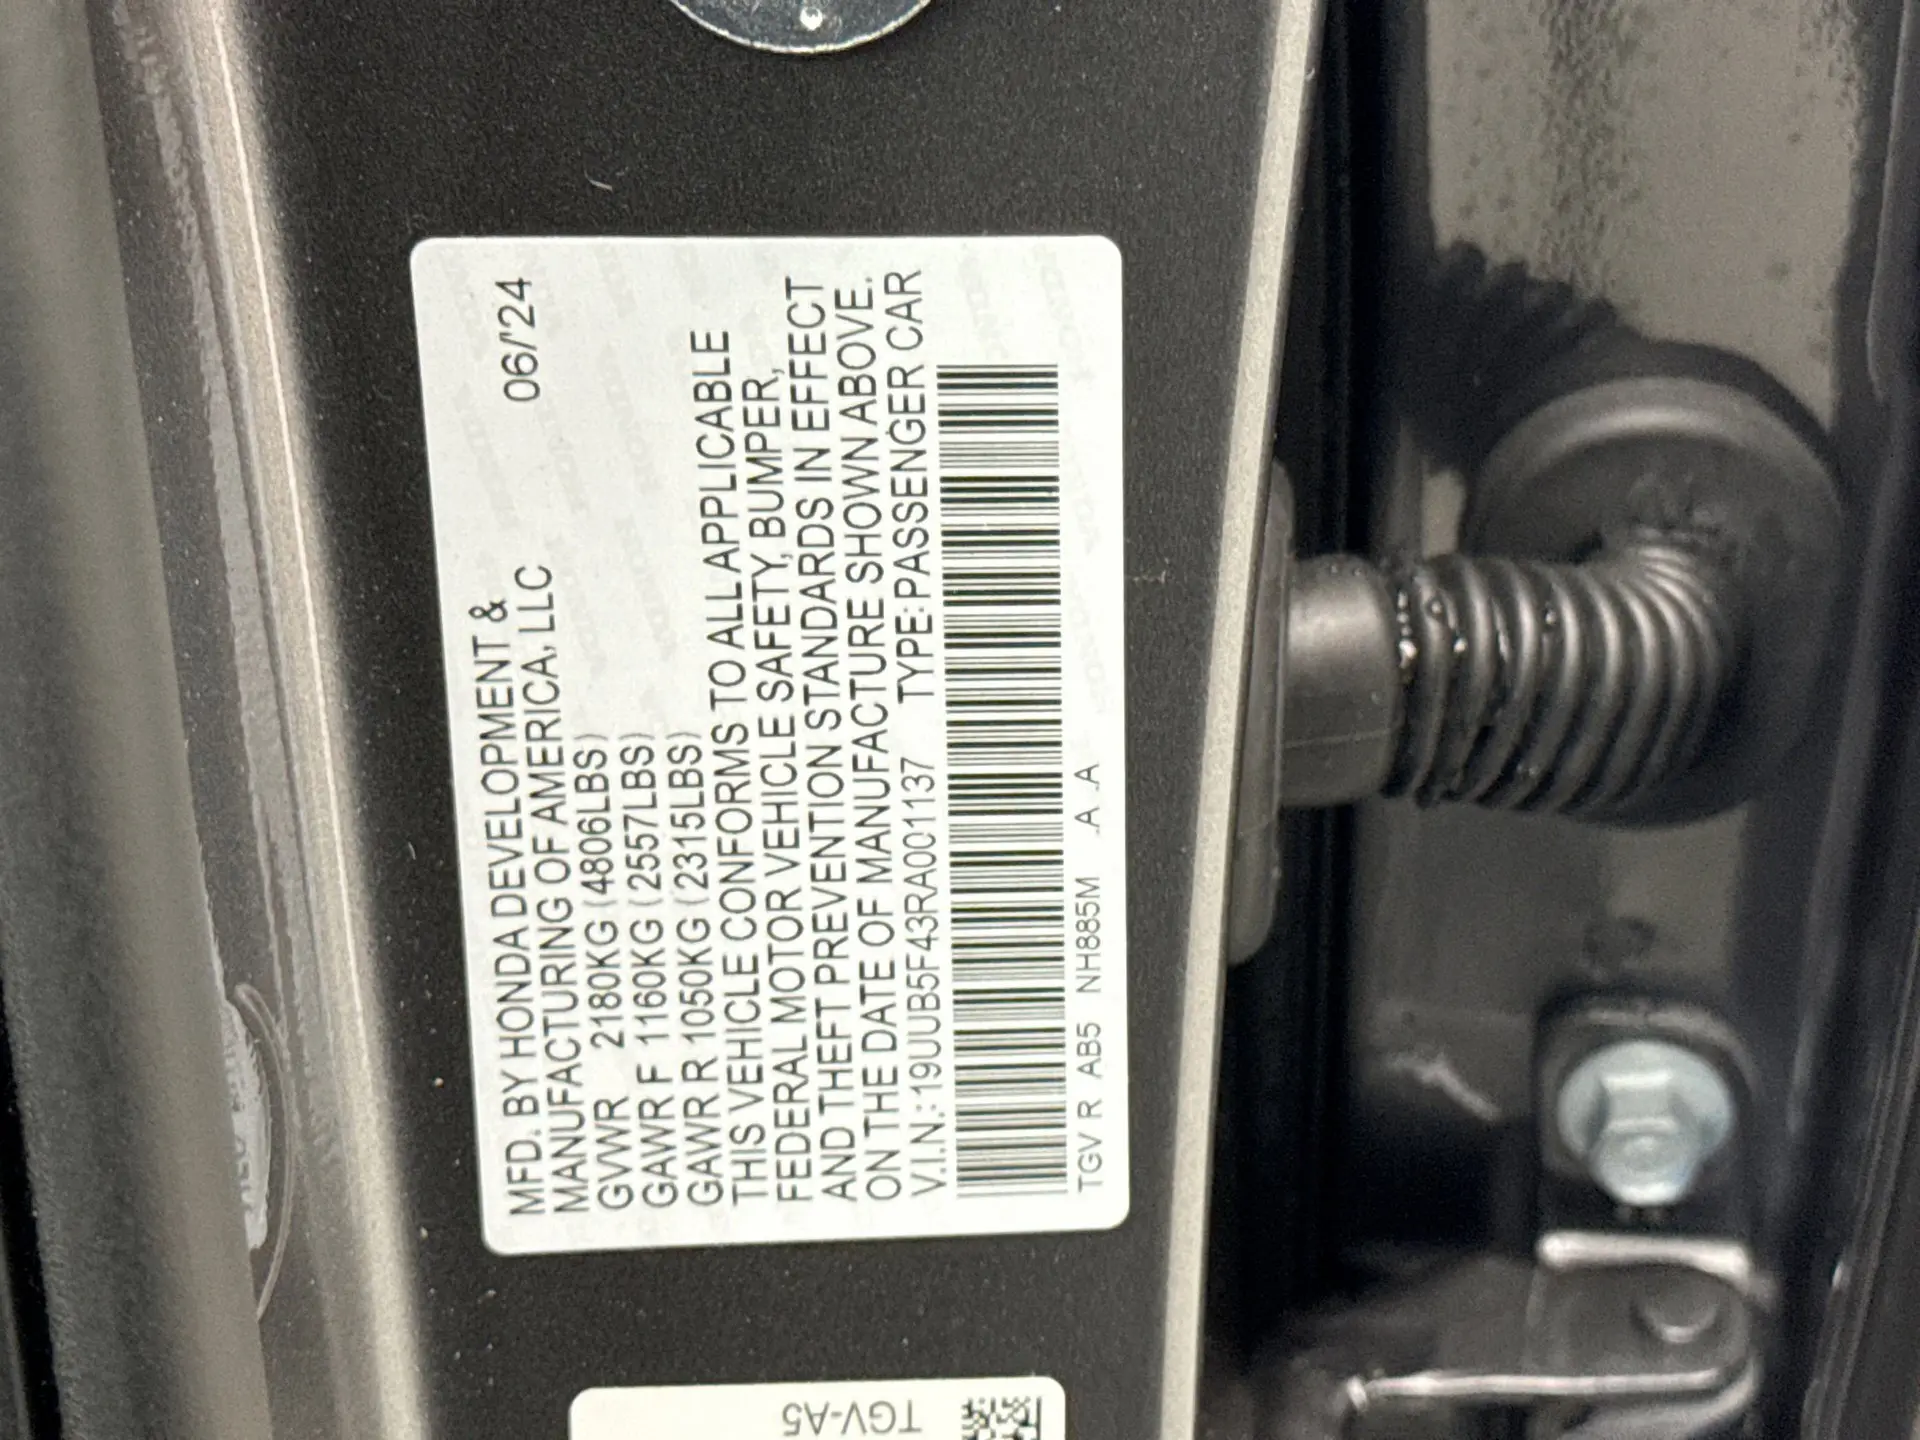 MFD. BY HONDA DEVELOPMENT &
MANUFACTURING OF AMERICA, LLC 06/'24
GVWR 2180KG (4806LBS)
GAWR F 1160KG (2557LBS)
GAWR R 1050KG (2315LBS)
THIS VEHICLE CONFORMS TO ALL APPLICABLE
FEDERAL MOTOR VEHICLE SAFETY, BUMPER,
AND THEFT PREVENTION STANDARDS IN EFFECT
ON THE DATE OF MANUFACTURE SHOWN ABOVE.
V.I.N.: 19UUB5F43RA001137 TYPE: PASSENGER CAR
TGV R AB5 NH885M .A .A
TGV-A5